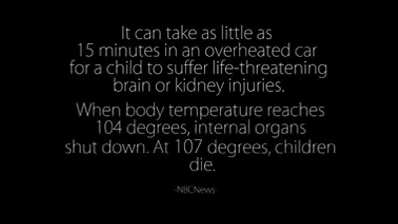 It can take as little as
15 minutes in an overheated car
for a child to suffer life-threatening
brain or kidney injuries.
When body temperature reaches
104 degrees, internal organs
shut down. At 107 degrees, children
die.
-NBCNews-